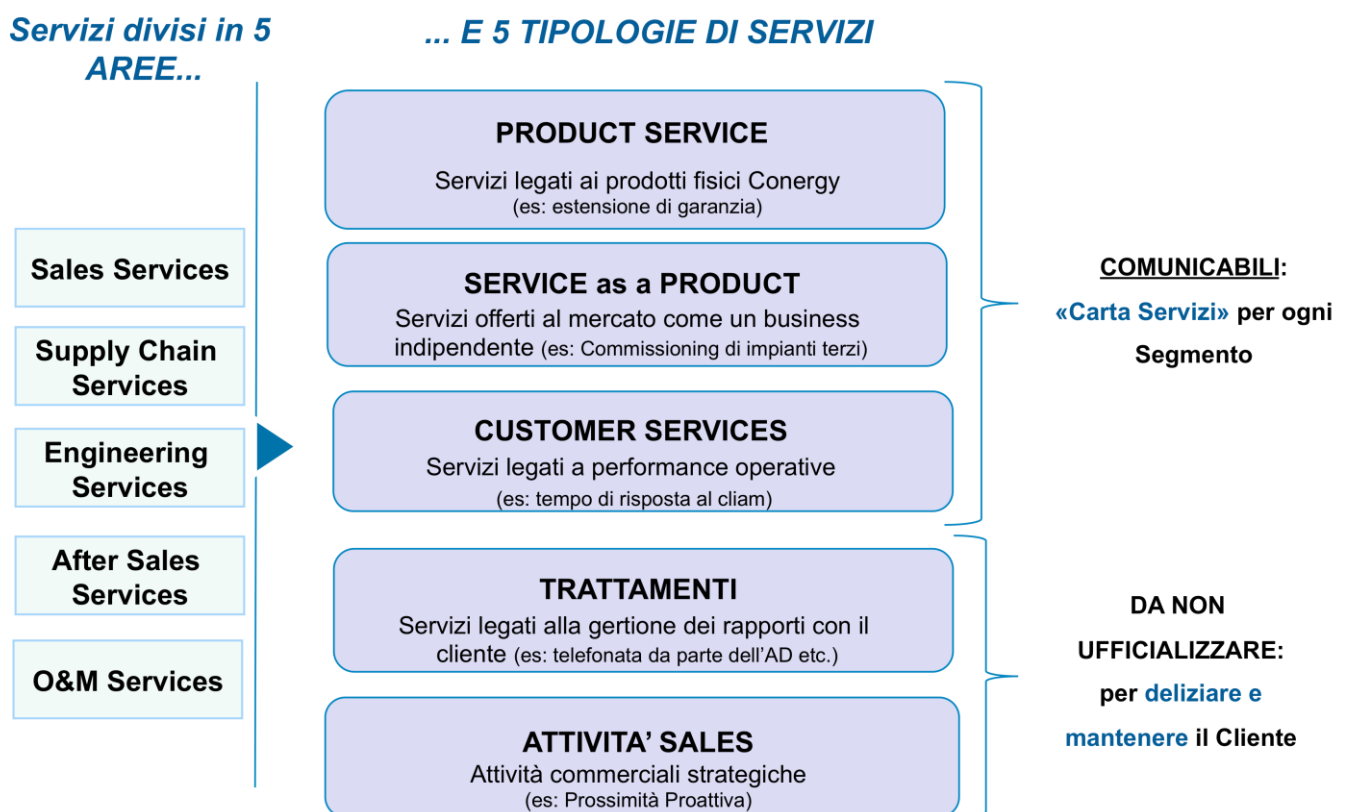 Servizi divisi in 5
AREE...
... E 5 TIPOLOGIE DI SERVIZI
Sales Services
Supply Chain
Services
Engineering
Services
After Sales
Services
O&M Services
PRODUCT SERVICE
Servizi legati ai prodotti fisici Conergy
(es: estensione di garanzia)
SERVICE as a PRODUCT
Servizi offerti al mercato come un business
indipendente (es: Commissioning di impianti terzi)
CUSTOMER SERVICES
Servizi legati a performance operative
(es: tempo di risposta al cliam)
TRATTAMENTI
Servizi legati alla gertione dei rapporti con il
cliente (es: telefonata da parte dell'AD etc.)
ATTIVITA' SALES
Attività commerciali strategiche
(es: Prossimità Proattiva)
COMUNICABILI:
«Carta Servizi» per ogni
Segmento
DA NON
UFFICIALIZZARE:
per deliziare e
mantenere il Cliente